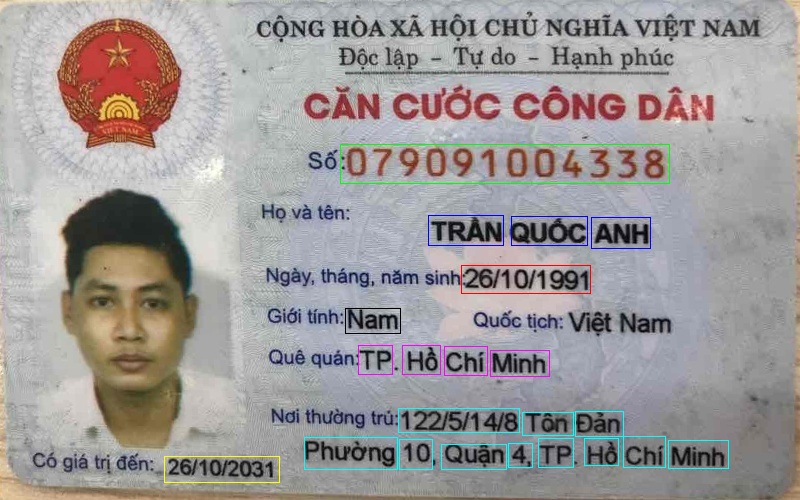 CỘNG HÒA XÃ HỘI CHỦ NGHĨA VIỆT NAM
Độc lập - Tự do - Hạnh phúc
CĂN CƯỚC CÔNG DÂN
VIỆT NAM
Số: 079091004338
Họ và tên:
TRẦN QUỐC ANH
Ngày, tháng, năm sinh: 26/10/1991
Giới tính: Nam Quốc tịch: Việt Nam
Quê quán: TP. Hồ Chí Minh
Nơi thường trú: 122/5/14/8 Tôn Đản
Phường 10, Quận 4, TP. Hồ Chí Minh
Có giá trị đến: 26/10/2031